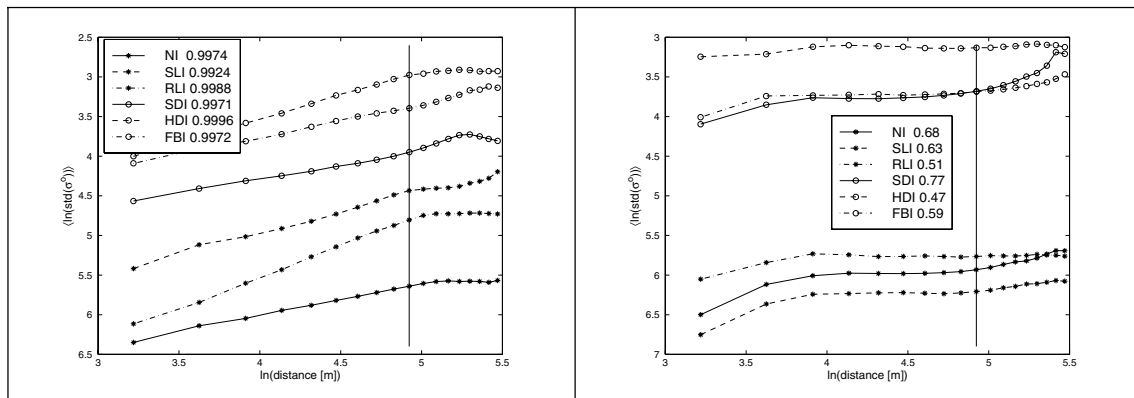 2.5
3
3.5
4
4.5
5
5.5
6
6.5
⟨ln(std(σ°))⟩
NI 0.9974
SLI 0.9924
RLI 0.9988
SDI 0.9971
HDI 0.9996
FBI 0.9972
3 3.5 4 4.5 5 5.5
ln(distance [m])
3
3.5
4
4.5
5
5.5
6
6.5
7
⟨ln(std(σ°))⟩
NI 0.68
SLI 0.63
RLI 0.51
SDI 0.77
HDI 0.47
FBI 0.59
3 3.5 4 4.5 5 5.5
ln(distance [m])